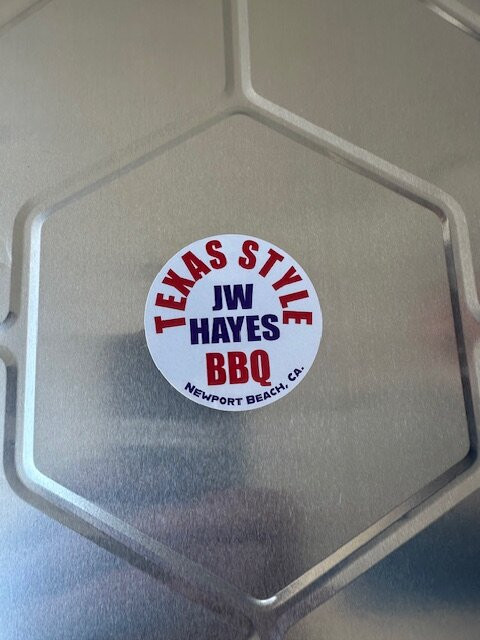 TEXAS STYLE
JW
HAYES
BBQ
NEWPORT BEACH, CA.